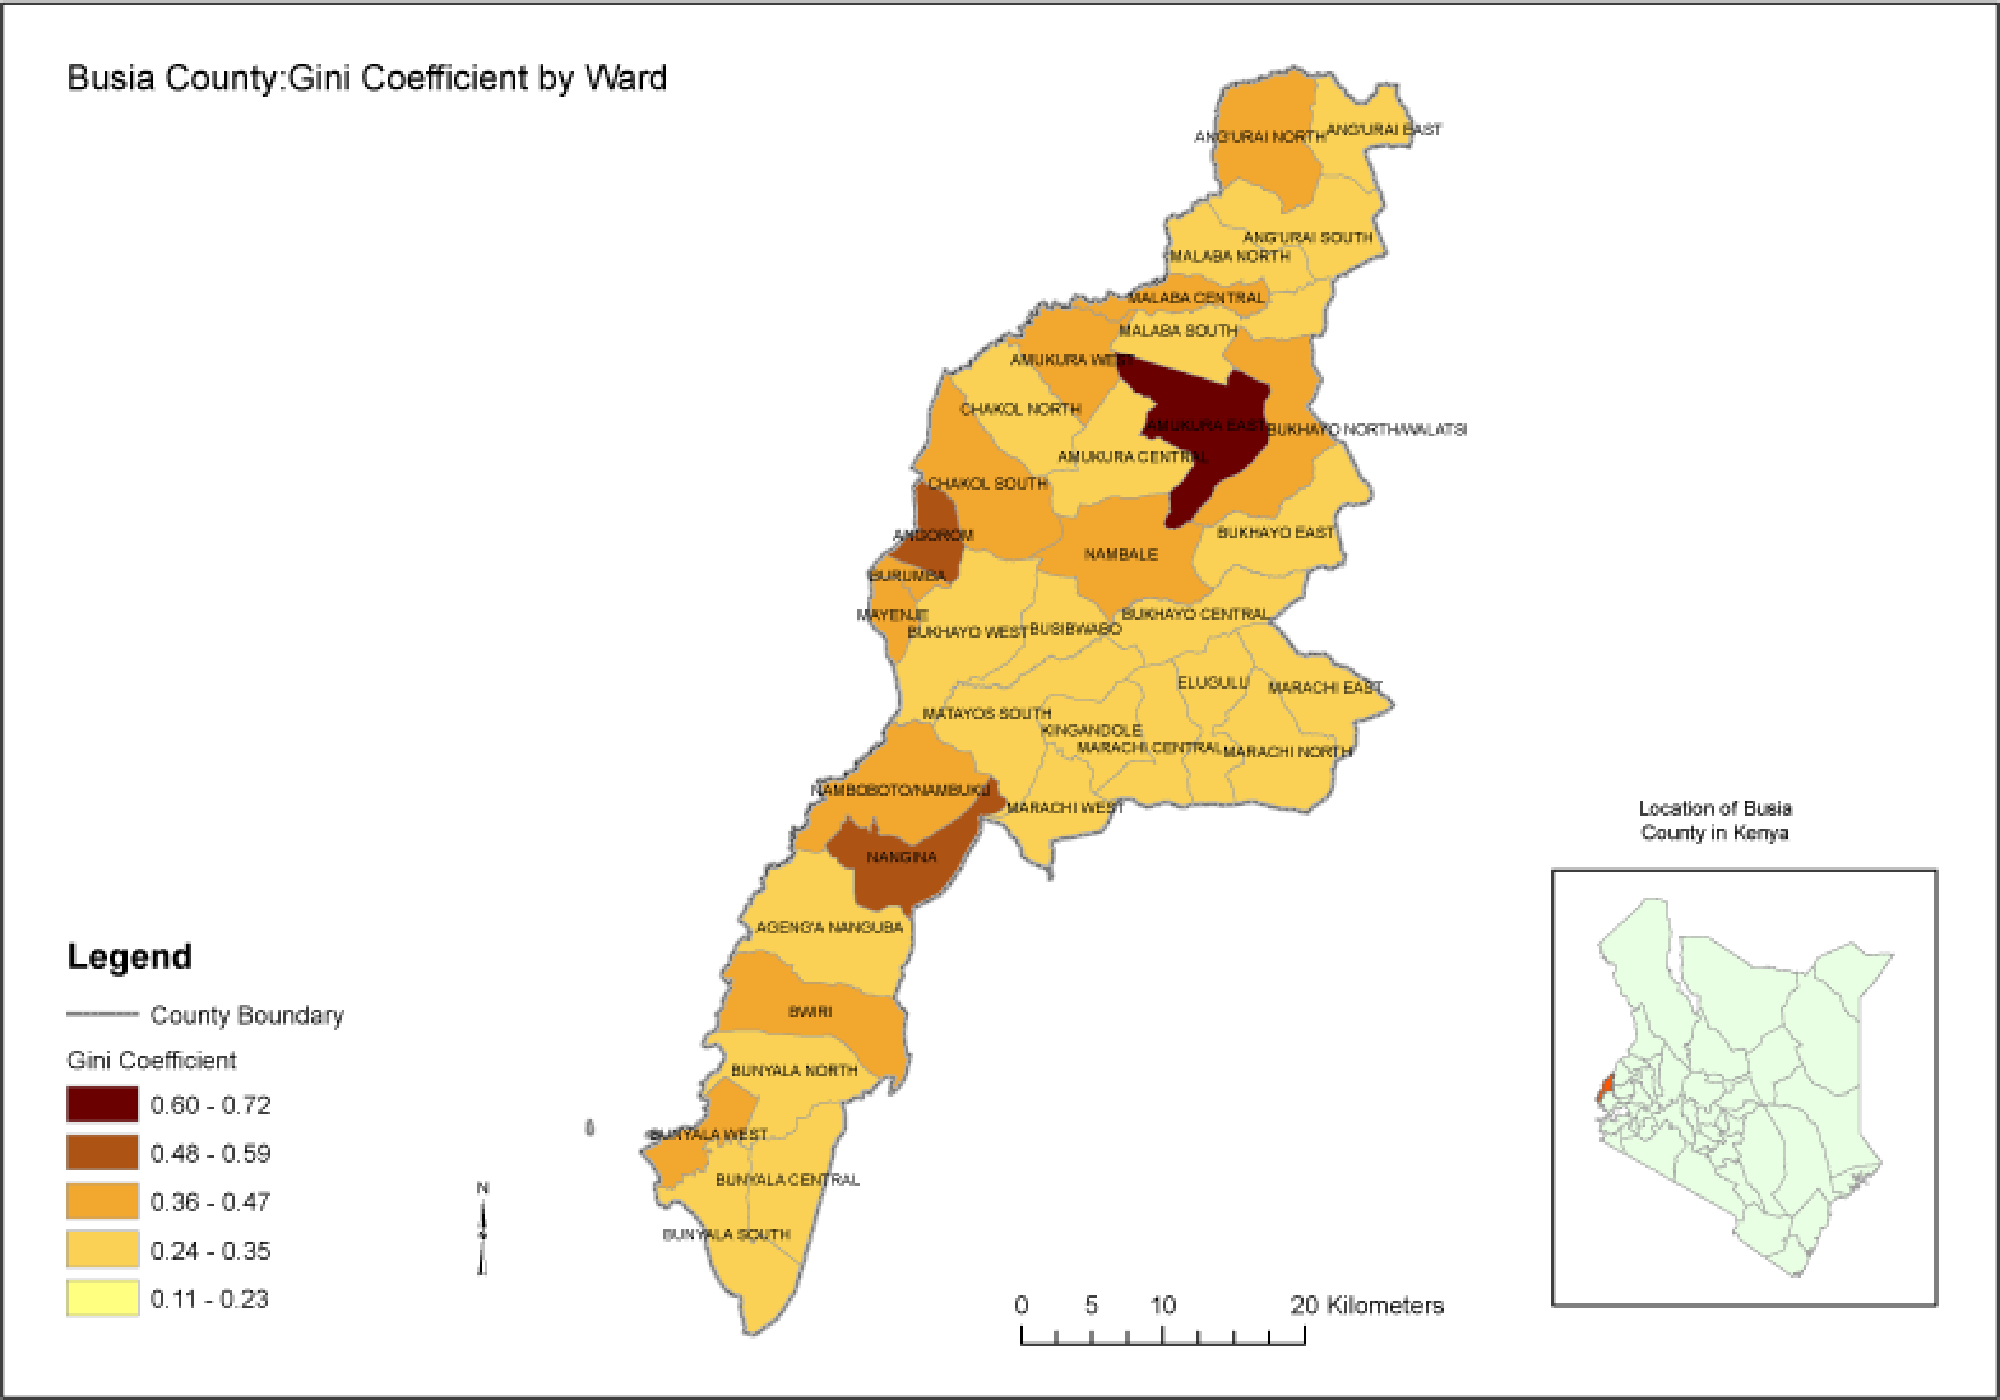 Busia County:Gini Coefficient by Ward
ANG'URAI NORTH
ANG'URAI EAST
ANG'URAI SOUTH
MALABA NORTH
MALABA CENTRAL
MALABA SOUTH
AMUKURA WEST
CHAKOL NORTH
AMUKURA EAST
BUKHAYO NORTH/WALATSI
AMUKURA CENTRAL
CHAKOL SOUTH
ANGOROM
BUKHAYO EAST
NAMBALE
BURUMBA
MAYENJE
BUKHAYO CENTRAL
BUKHAYO WEST
BUSIBWABO
ELUGULU
MARACHI EAST
MATAYOS SOUTH
KINGANDOLE
MARACHI CENTRAL
MARACHI NORTH
NAMBOBOTO/NAMBUKU
MARACHI WEST
NANGINA
AGENG'A NANGUBA
BWIRI
BUNYALA NORTH
BUNYALA WEST
BUNYALA CENTRAL
BUNYALA SOUTH
Location of Busia
County in Kenya
Legend
County Boundary
Gini Coefficient
0.60 - 0.72
0.48 - 0.59
0.36 - 0.47
0.24 - 0.35
0.11 - 0.23
N
0 5 10 20 Kilometers